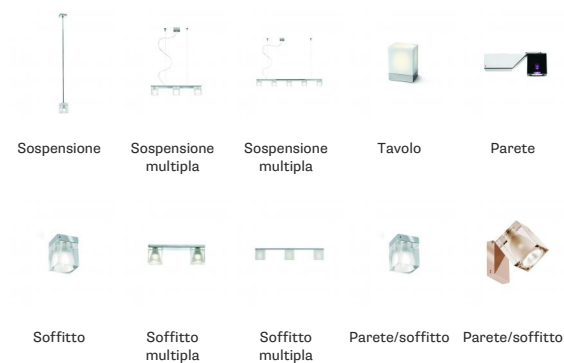 Sospensione
Sospensione
multipla
Sospensione
multipla
Tavolo
Parete
Soffitto
Soffitto
multipla
Soffitto
multipla
Parete/soffitto
Parete/soffitto